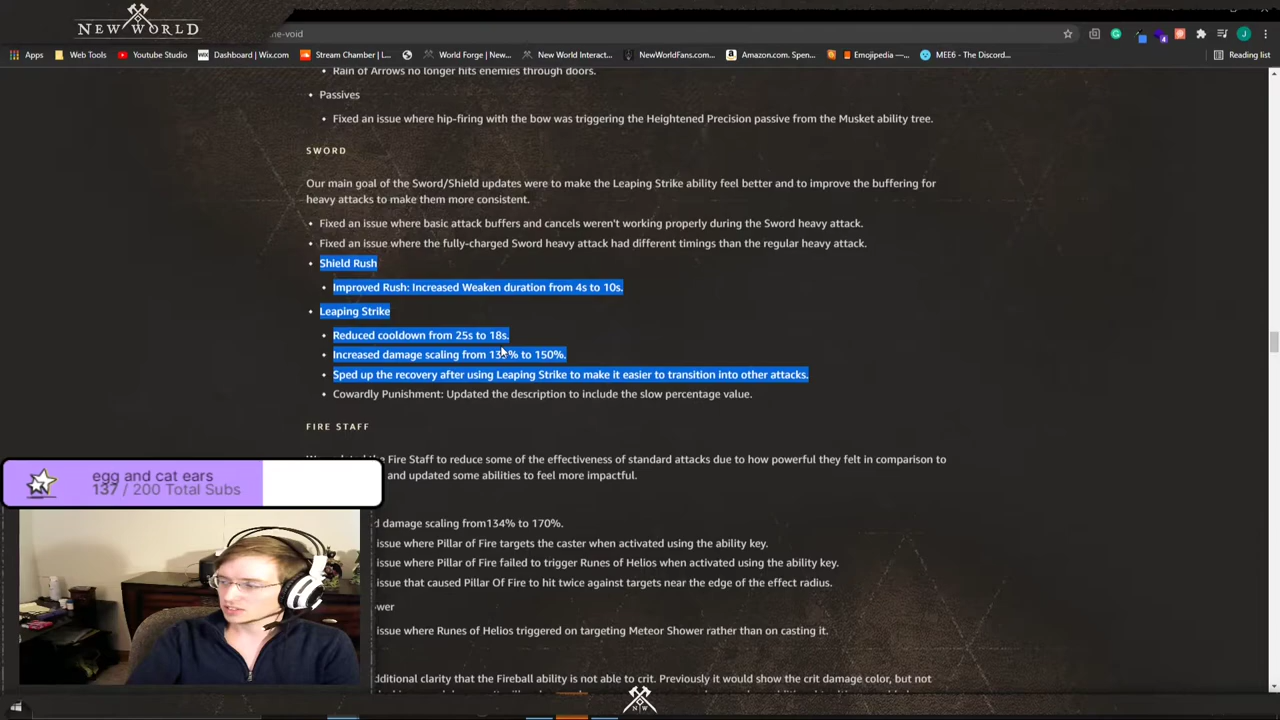 NEW WORLD
ne-void
Apps
Web Tools
Youtube Studio
Dashboard | Wix.com
Stream Chamber | L...
World Forge | New...
New World Interact...
NewWorldFans.com...
Amazon.com. Spen...
Emojipedia —...
MEE6 | The Discord...
Reading list
• Rain of Arrows no longer hits enemies through doors.
• Passives
• Fixed an issue where hip-firing with the bow was triggering the Heightened Precision passive from the Musket ability tree.
SWORD
Our main goal of the Sword/Shield updates were to make the Leaping Strike ability feel better and to improve the buffering for
heavy attacks to make them more consistent.
• Fixed an issue where basic attack buffers and cancels weren't working properly during the Sword heavy attack.
• Fixed an issue where the fully-charged Sword heavy attack had different timings than the regular heavy attack.
• Shield Rush
• Improved Rush: Increased Weaken duration from 4s to 10s.
• Leaping Strike
• Reduced cooldown from 25s to 18s.
• Increased damage scaling from 135% to 150%.
• Sped up the recovery after using Leaping Strike to make it easier to transition into other attacks.
• Cowardly Punishment: Updated the description to include the slow percentage value.
FIRE STAFF
the Fire Staff to reduce some of the effectiveness of standard attacks due to how powerful they felt in comparison to
and updated some abilities to feel more impactful.
egg and cat ears
137 / 200 Total Subs
d damage scaling from134% to 170%.
issue where Pillar of Fire targets the caster when activated using the ability key.
issue where Pillar of Fire failed to trigger Runes of Helios when activated using the ability key.
issue that caused Pillar Of Fire to hit twice against targets near the edge of the effect radius.
ower
issue where Runes of Helios triggered on targeting Meteor Shower rather than on casting it.
dditional clarity that the Fireball ability is not able to crit. Previously it would show the crit damage color, but not